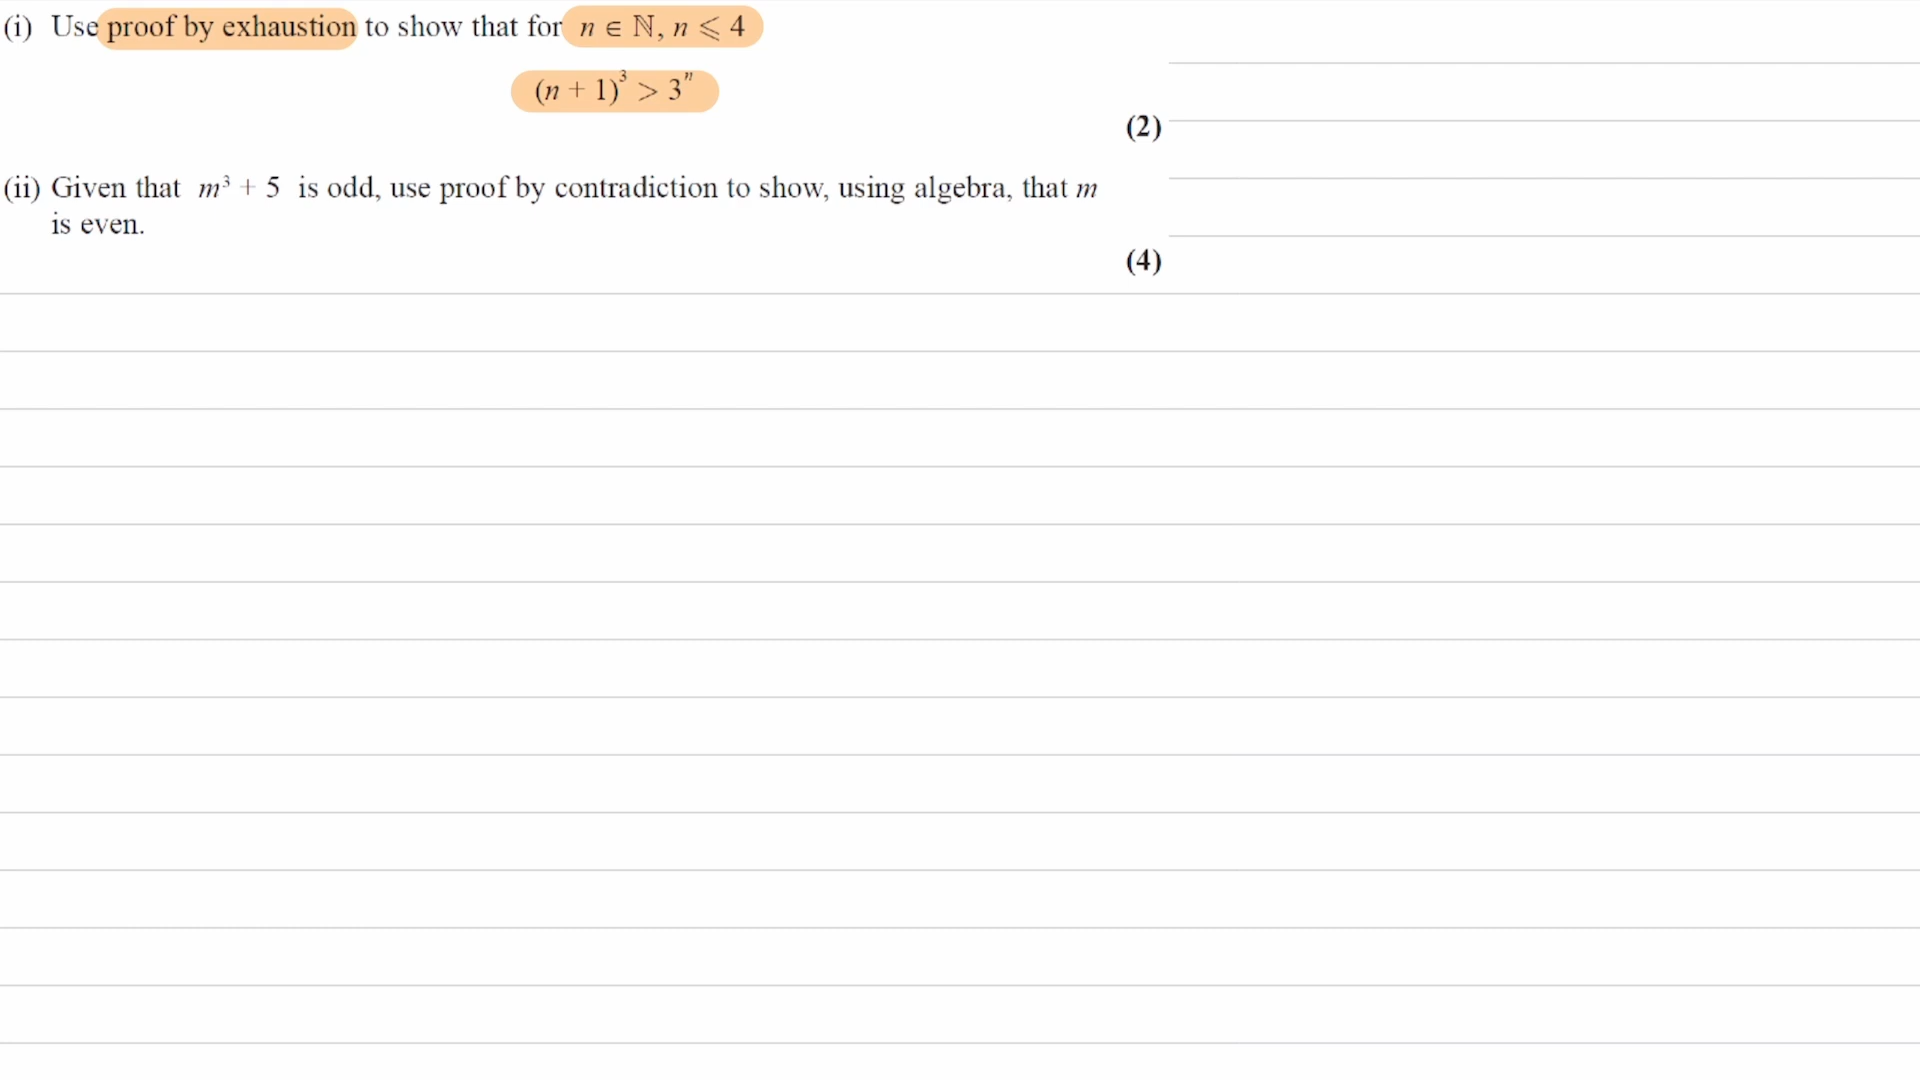 (i) Use proof by exhaustion to show that for n ∈ ℕ, n ⩽ 4
(n + 1)³ > 3ⁿ
(2)
(ii) Given that m³ + 5 is odd, use proof by contradiction to show, using algebra, that m
is even.
(4)